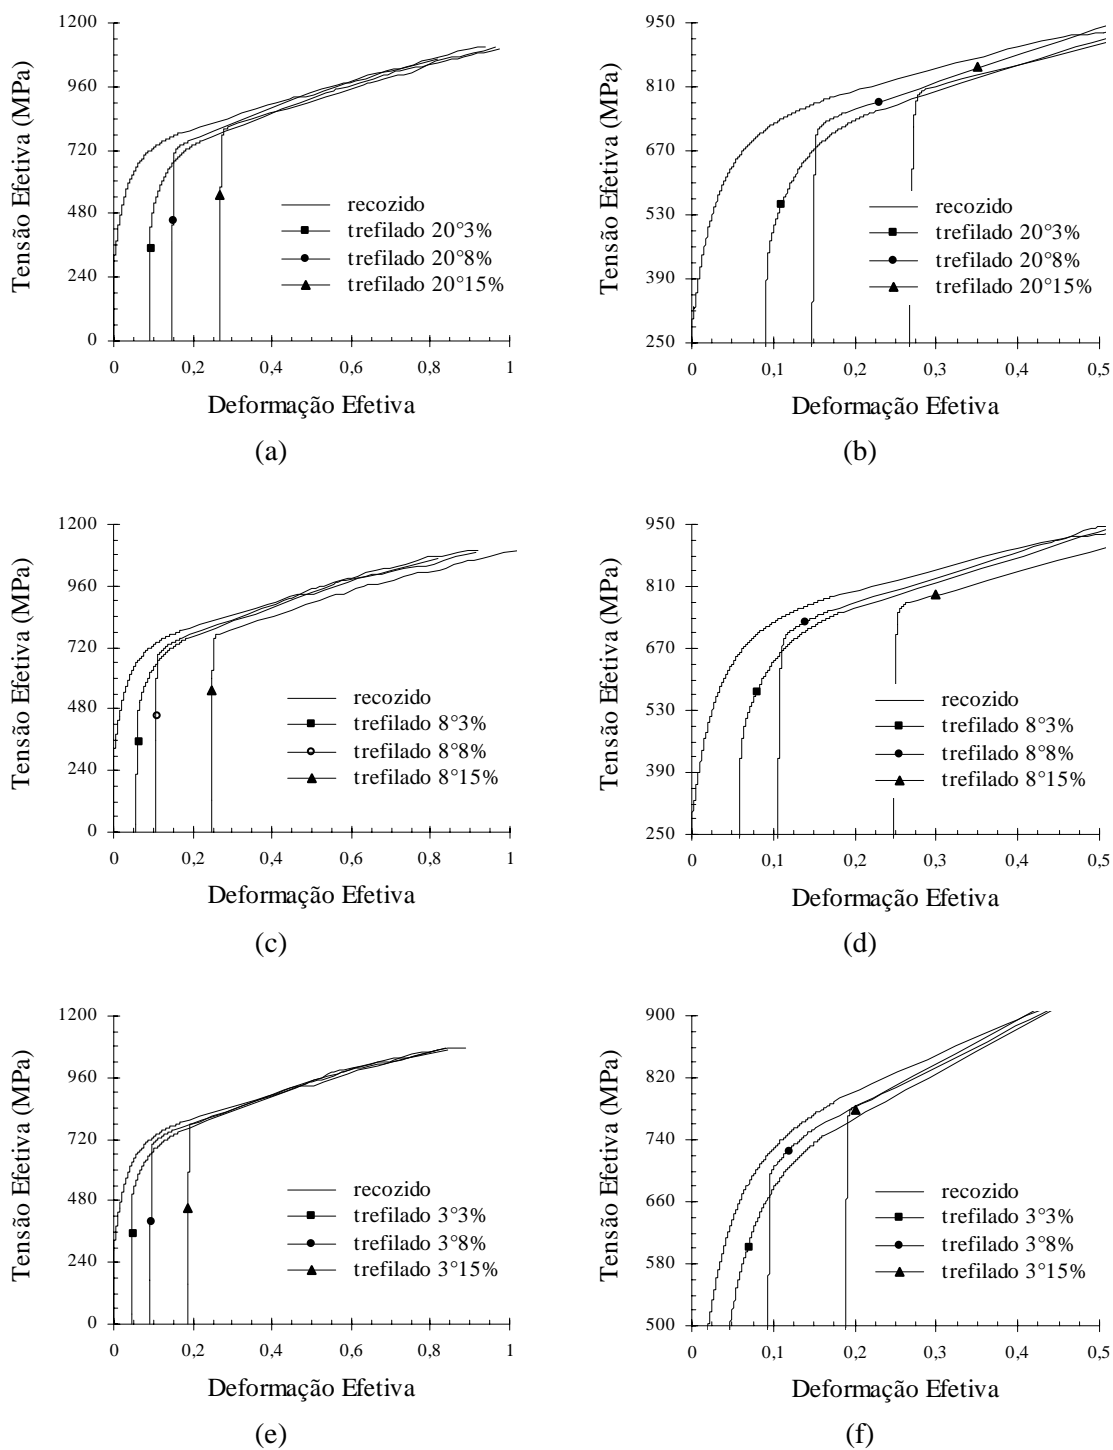 1200
960
720
480
240
0
Tensão Efetiva (MPa)
recozido
trefilado 20°3%
trefilado 20°8%
trefilado 20°15%
0 0,2 0,4 0,6 0,8 1
Deformação Efetiva
(a)
950
810
670
530
390
250
Tensão Efetiva (MPa)
recozido
trefilado 20°3%
trefilado 20°8%
trefilado 20°15%
0 0,1 0,2 0,3 0,4 0,5
Deformação Efetiva
(b)
1200
960
720
480
240
0
Tensão Efetiva (MPa)
recozido
trefilado 8°3%
trefilado 8°8%
trefilado 8°15%
0 0,2 0,4 0,6 0,8 1
Deformação Efetiva
(c)
950
810
670
530
390
250
Tensão Efetiva (MPa)
recozido
trefilado 8°3%
trefilado 8°8%
trefilado 8°15%
0 0,1 0,2 0,3 0,4 0,5
Deformação Efetiva
(d)
1200
960
720
480
240
0
Tensão Efetiva (MPa)
recozido
trefilado 3°3%
trefilado 3°8%
trefilado 3°15%
0 0,2 0,4 0,6 0,8 1
Deformação Efetiva
(e)
900
820
740
660
580
500
Tensão Efetiva (MPa)
recozido
trefilado 3°3%
trefilado 3°8%
trefilado 3°15%
0 0,1 0,2 0,3 0,4 0,5
Deformação Efetiva
(f)